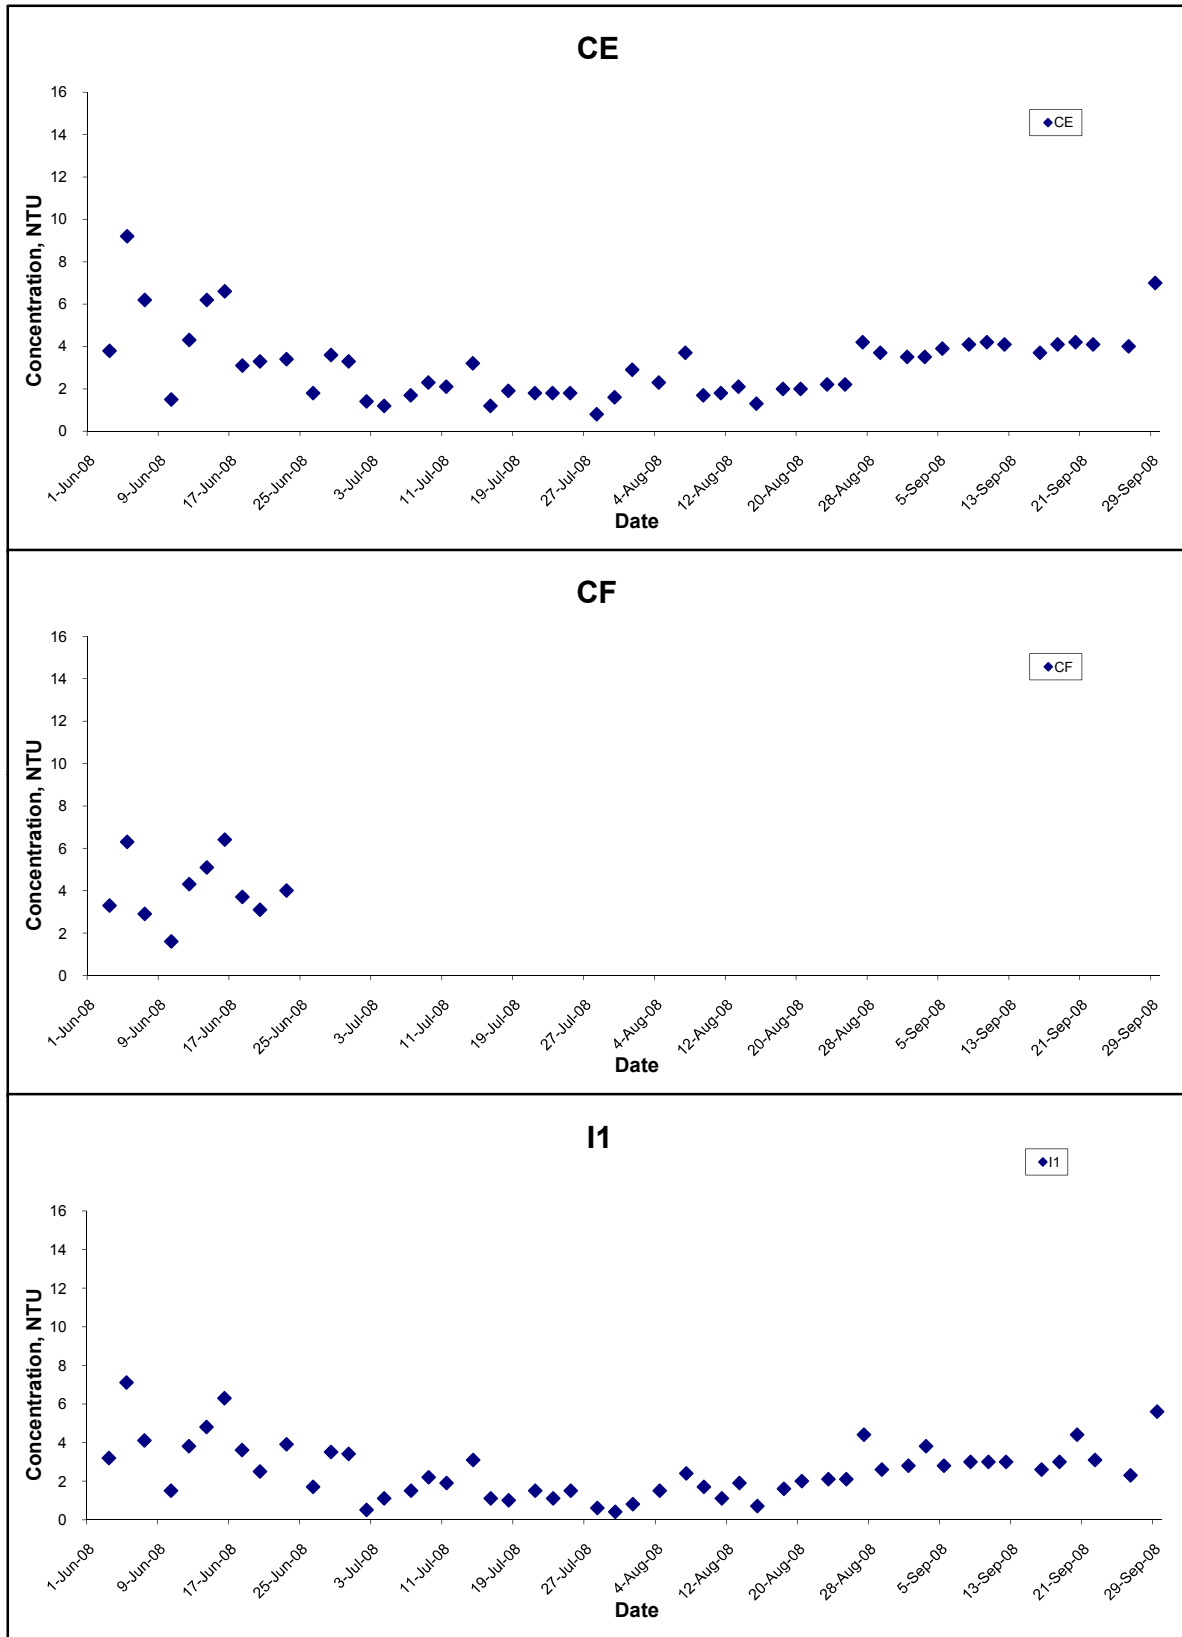 CE
16
14
12
10
8
6
4
2
0
Concentration, NTU
CE
1-Jun-08
9-Jun-08
17-Jun-08
25-Jun-08
3-Jul-08
11-Jul-08
19-Jul-08
27-Jul-08
4-Aug-08
12-Aug-08
20-Aug-08
28-Aug-08
5-Sep-08
13-Sep-08
21-Sep-08
29-Sep-08
Date
CF
16
14
12
10
8
6
4
2
0
Concentration, NTU
CF
1-Jun-08
9-Jun-08
17-Jun-08
25-Jun-08
3-Jul-08
11-Jul-08
19-Jul-08
27-Jul-08
4-Aug-08
12-Aug-08
20-Aug-08
28-Aug-08
5-Sep-08
13-Sep-08
21-Sep-08
29-Sep-08
Date
I1
I1
16
14
12
10
8
6
4
2
0
Concentration, NTU
1-Jun-08
9-Jun-08
17-Jun-08
25-Jun-08
3-Jul-08
11-Jul-08
19-Jul-08
27-Jul-08
4-Aug-08
12-Aug-08
20-Aug-08
28-Aug-08
5-Sep-08
13-Sep-08
21-Sep-08
29-Sep-08
Date